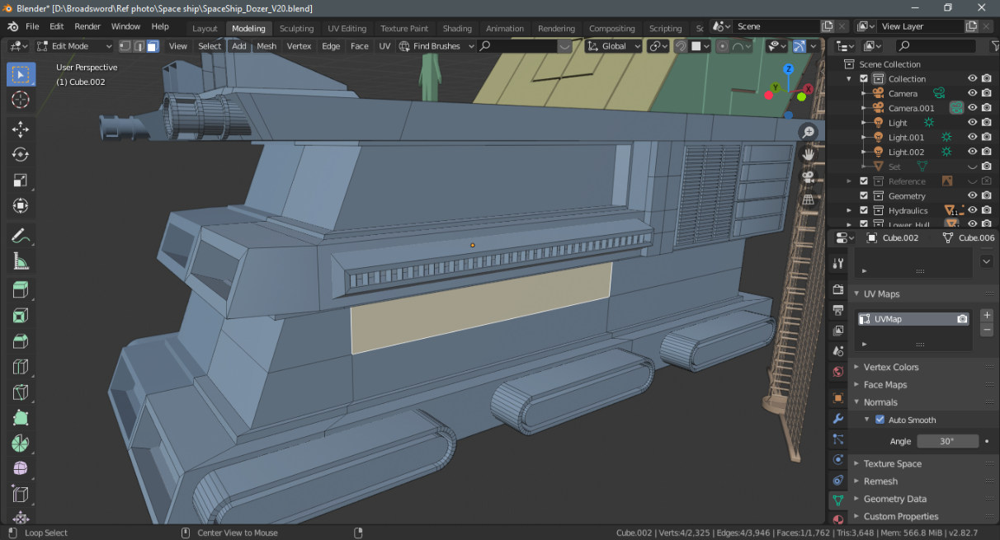 Blender* [D:\Broadsword\Ref photo\Space ship\SpaceShip_Dozer_V20.blend]
File Edit Render Window Help
Layout Modeling Sculpting UV Editing Texture Paint Shading Animation Rendering Compositing Scripting Sc
Scene
View Layer
Edit Mode
View Select Add Mesh Vertex Edge Face UV
Find Brushes
Global
User Perspective
(1) Cube.002
Z
Y
X
Scene Collection
Collection
Camera
Camera.001
Light
Light.001
Light.002
Set
Reference
Geometry
Hydraulics
11
Lower_Hull
Cube.002
Cube.006
UV Maps
UVMap
Vertex Colors
Face Maps
Normals
Auto Smooth
Angle 30°
Texture Space
Remesh
Geometry Data
Custom Properties
Loop Select
Center View to Mouse
Cube.002 | Verts:4/2,325 | Edges:4/3,946 | Faces:1/1,762 | Tris:3,648 | Mem: 566.8 MiB | v2.82.7